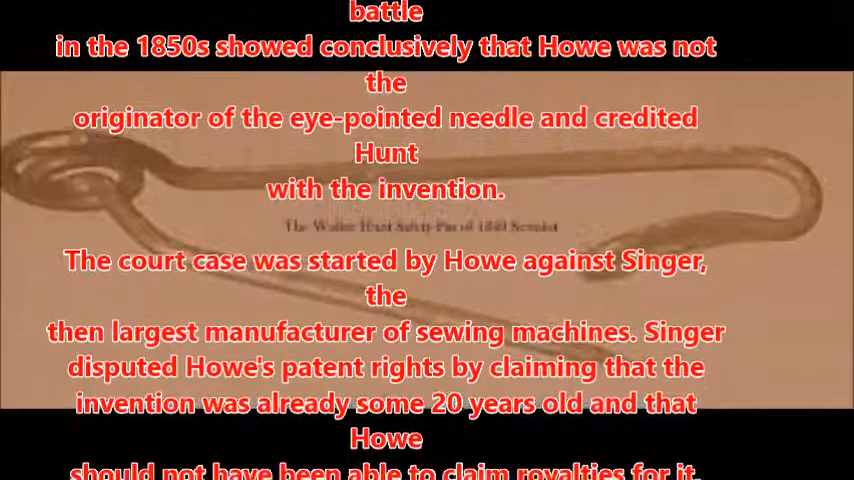 battle
in the 1850s showed conclusively that Howe was not
the
originator of the eye-pointed needle and credited
Hunt
with the invention.
The Walter Hunt Safety Pin of 1849
The court case was started by Howe against Singer,
the
then largest manufacturer of sewing machines. Singer
disputed Howe's patent rights by claiming that the
invention was already some 20 years old and that
Howe
should not have been able to claim royalties for it.